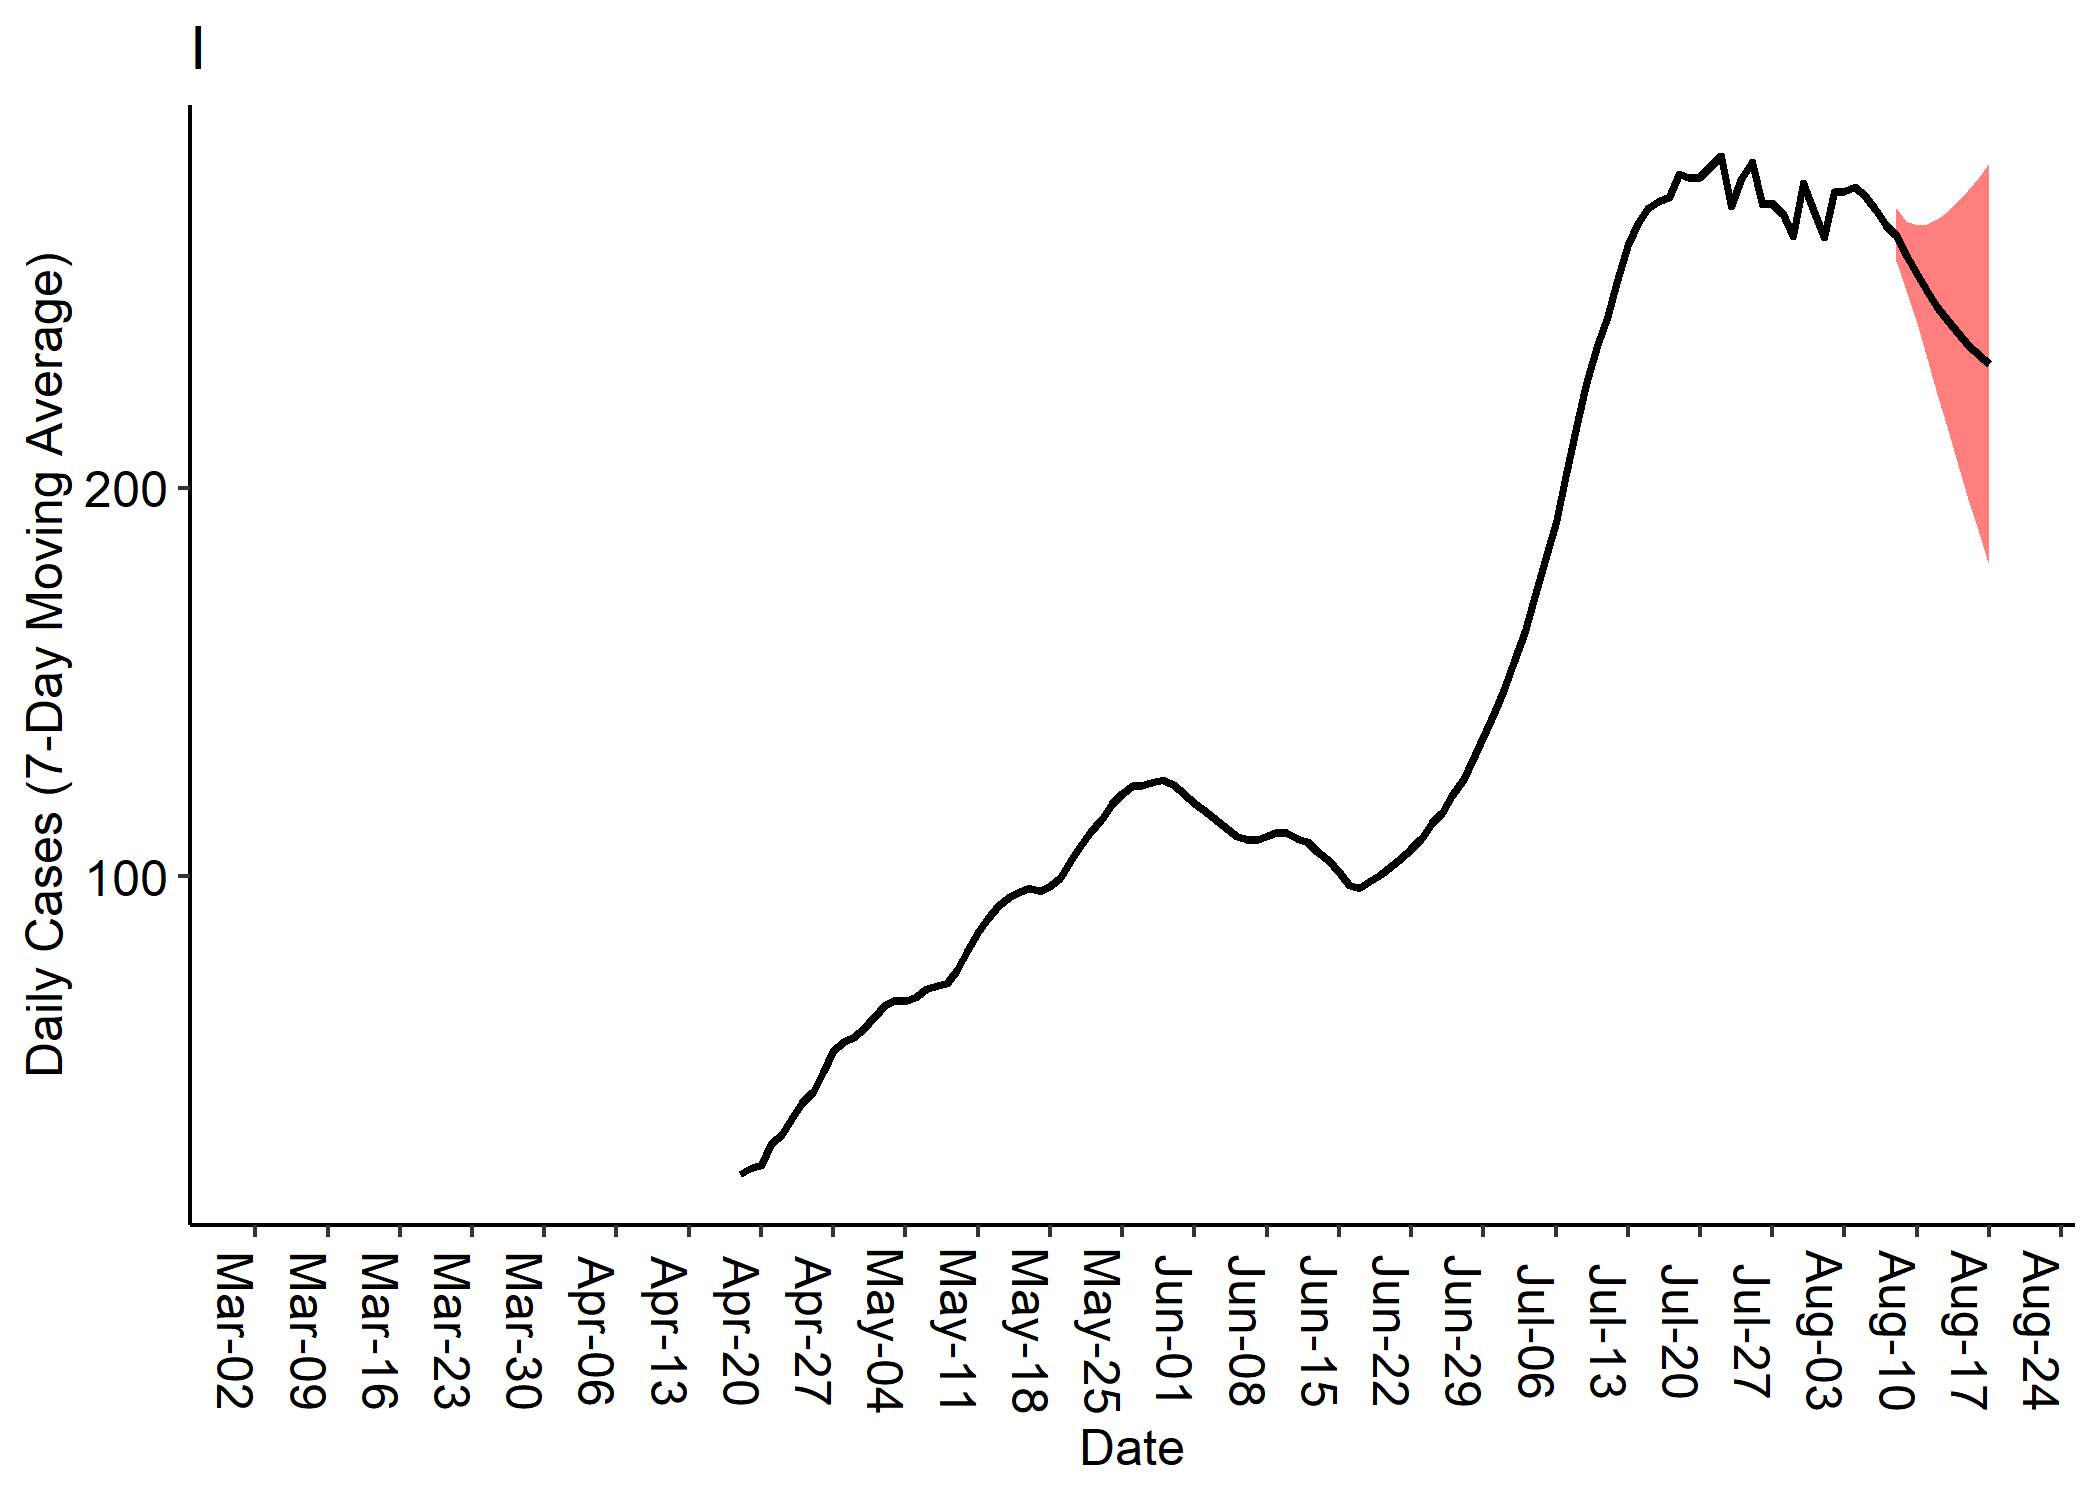 I
Daily Cases (7-Day Moving Average)
200
100
Mar-02
Mar-09
Mar-16
Mar-23
Mar-30
Apr-06
Apr-13
Apr-20
Apr-27
May-04
May-11
May-18
May-25
Jun-01
Jun-08
Jun-15
Jun-22
Jun-29
Jul-06
Jul-13
Jul-20
Jul-27
Aug-03
Aug-10
Aug-17
Aug-24
Date